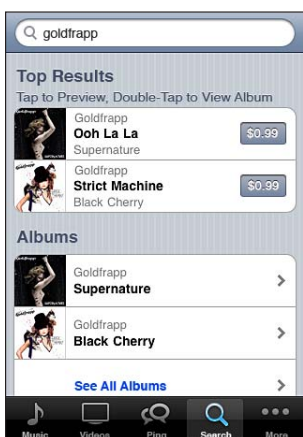 goldfrapp
Top Results
Tap to Preview, Double-Tap to View Album
Goldfrapp
Ooh La La
Supernature
$0.99
Goldfrapp
Strict Machine
Black Cherry
$0.99
Albums
Goldfrapp
Supernature
Goldfrapp
Black Cherry
See All Albums
Music
Videos
Ping
Search
More